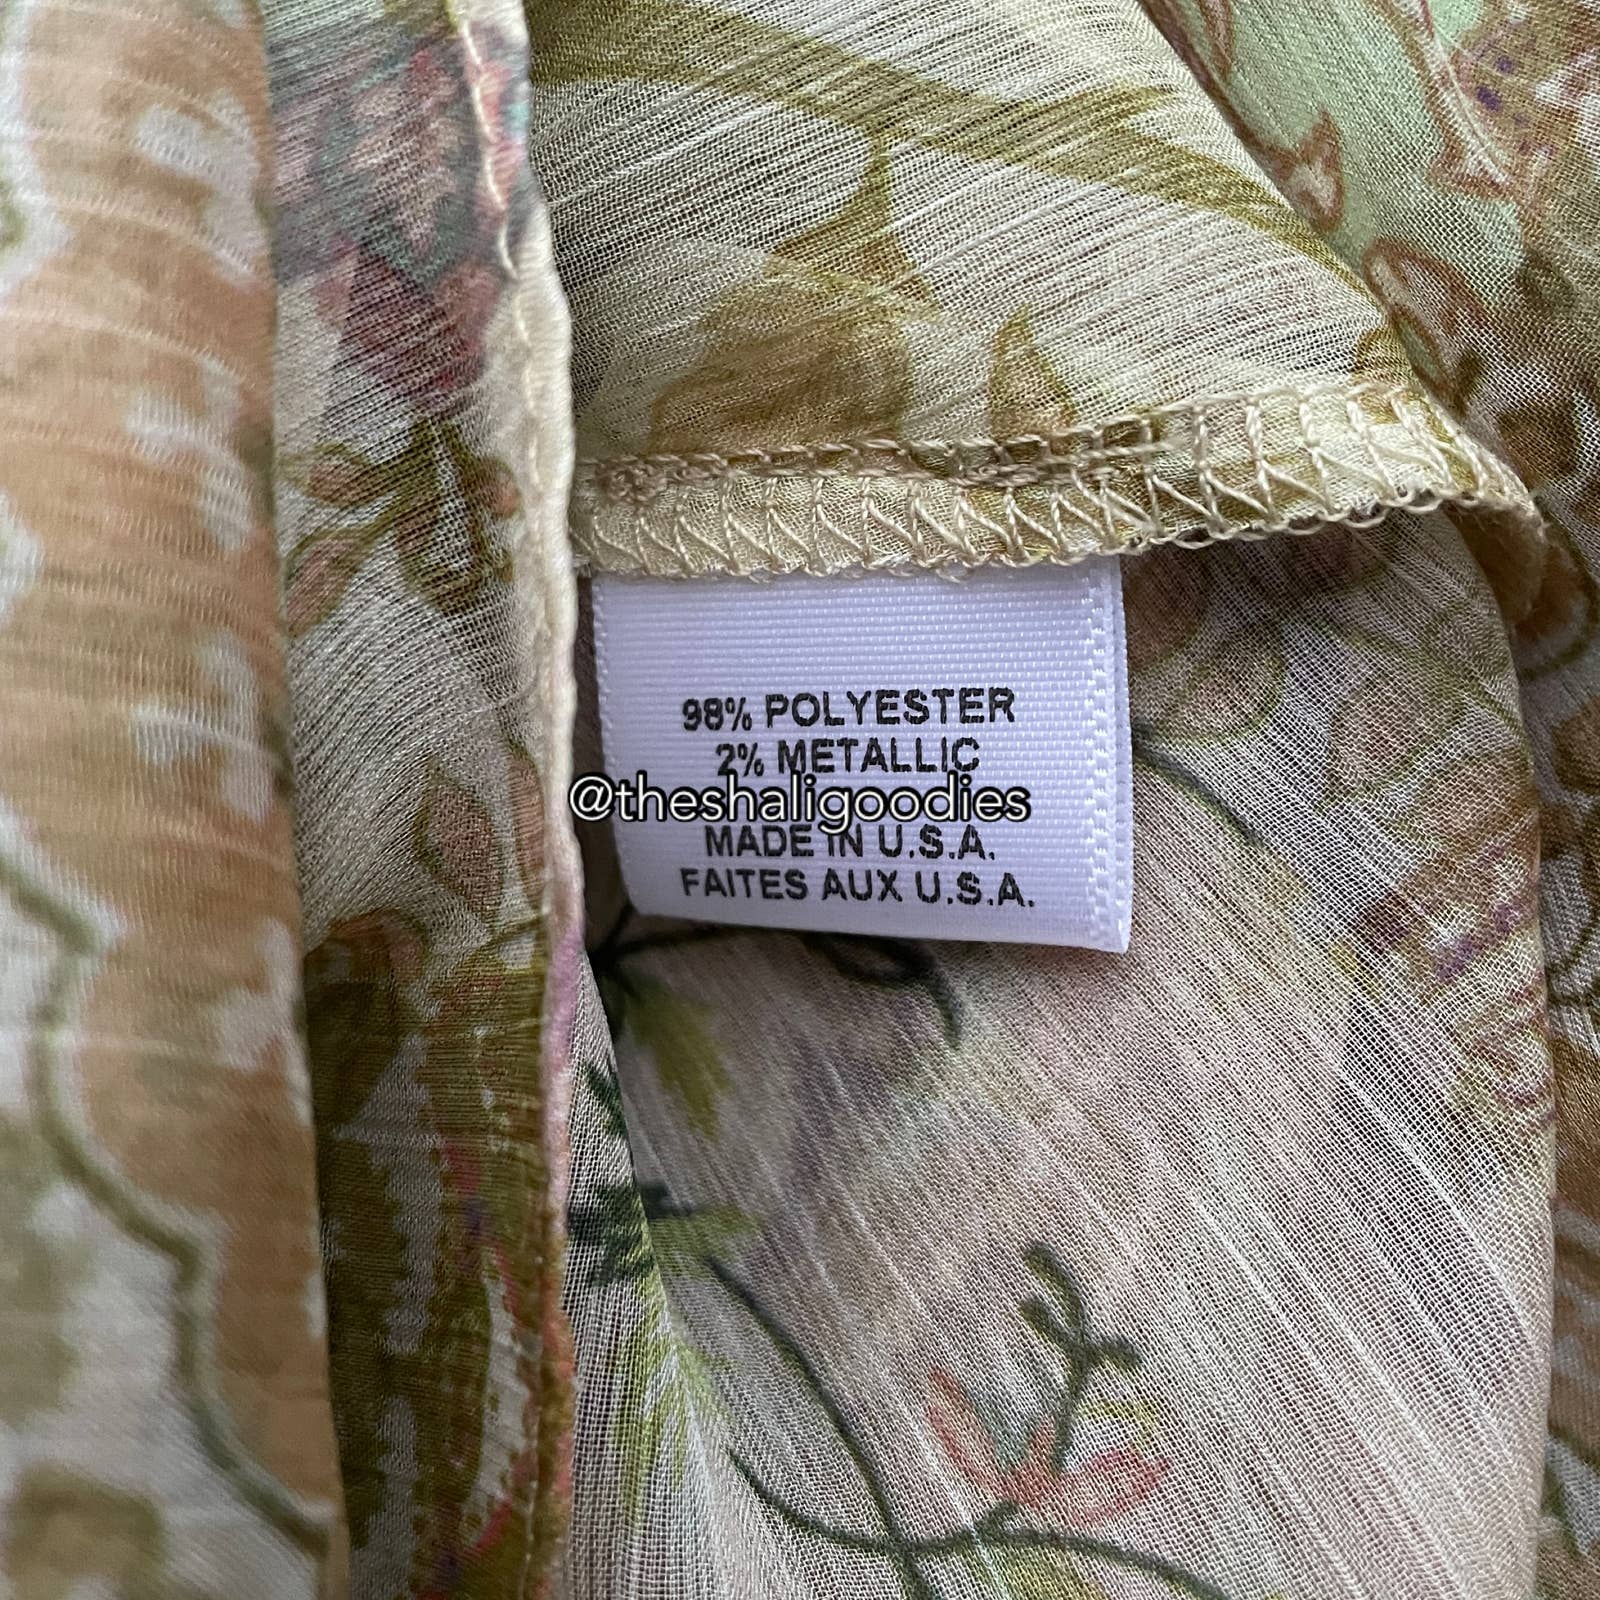 98% POLYESTER
2% METALLIC
@theshaligoodies
MADE IN U.S.A.
FAITES AUX U.S.A.